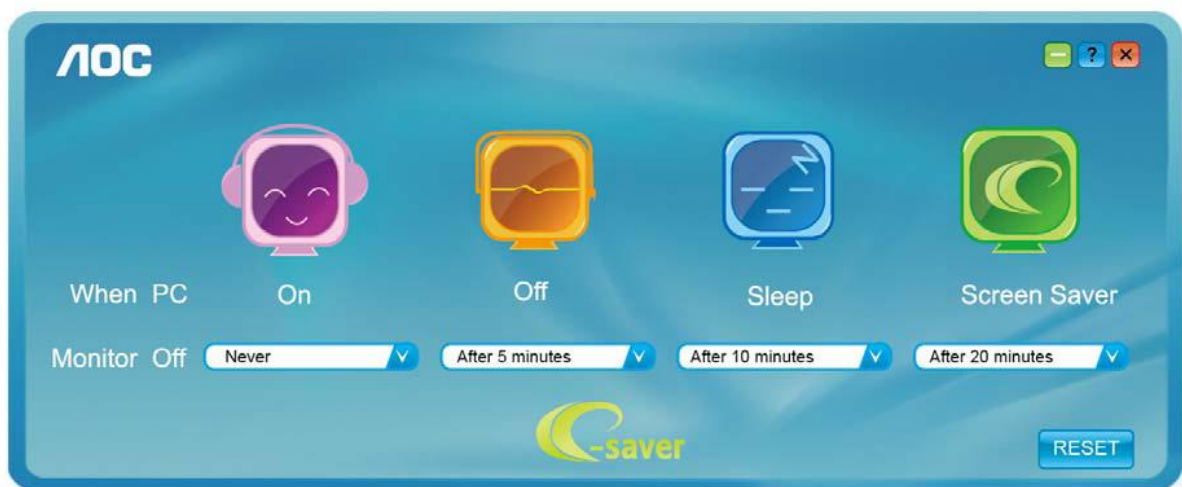 AOC
?
When PC On Off Sleep Screen Saver
Monitor Off Never After 5 minutes After 10 minutes After 20 minutes
e-saver
RESET